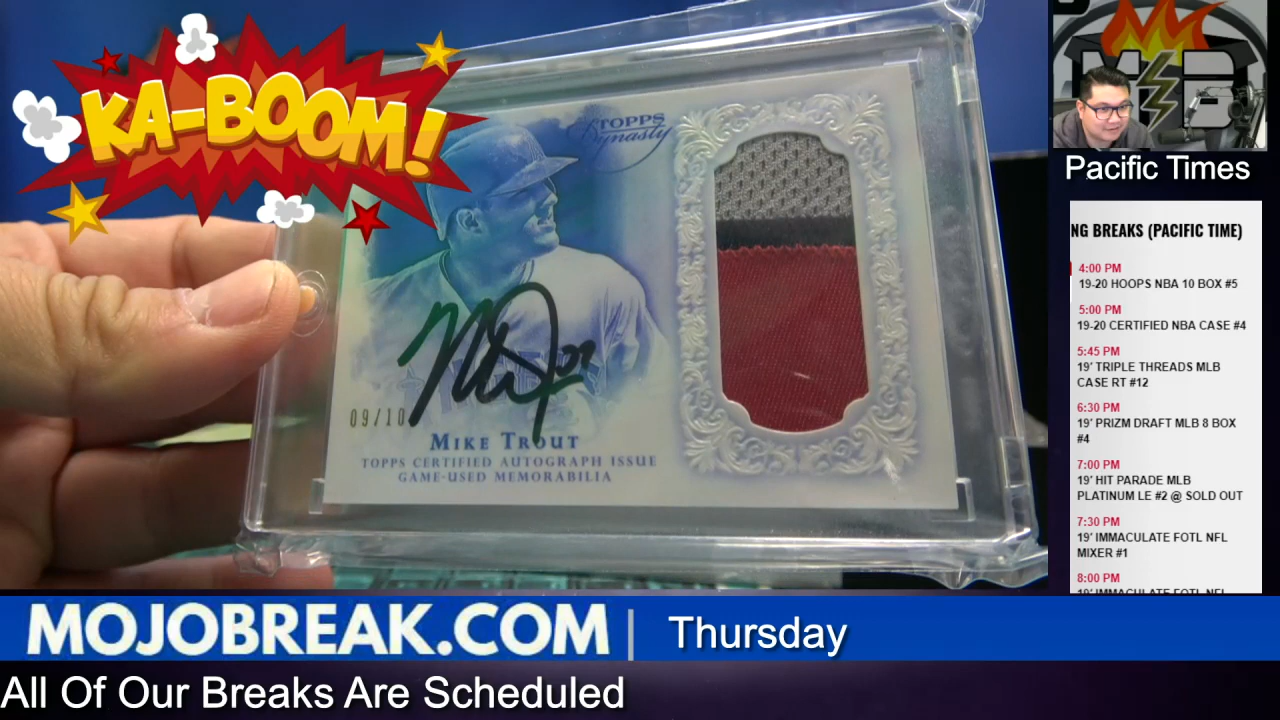 KA-BOOM!
TOPPS
Dynasty
09/10
MIKE TROUT
TOPPS CERTIFIED AUTOGRAPH ISSUE
GAME-USED MEMORABILIA
Pacific Times
NG BREAKS (PACIFIC TIME)
4:00 PM
19-20 HOOPS NBA 10 BOX #5
5:00 PM
19-20 CERTIFIED NBA CASE #4
5:45 PM
19' TRIPLE THREADS MLB
CASE RT #12
6:30 PM
19' PRIZM DRAFT MLB 8 BOX
#4
7:00 PM
19' HIT PARADE MLB
PLATINUM LE #2 @ SOLD OUT
7:30 PM
19' IMMACULATE FOTL NFL
MIXER #1
8:00 PM
19' IMMACULATE FOTL NFL
MOJOBREAK.COM | Thursday
All Of Our Breaks Are Scheduled